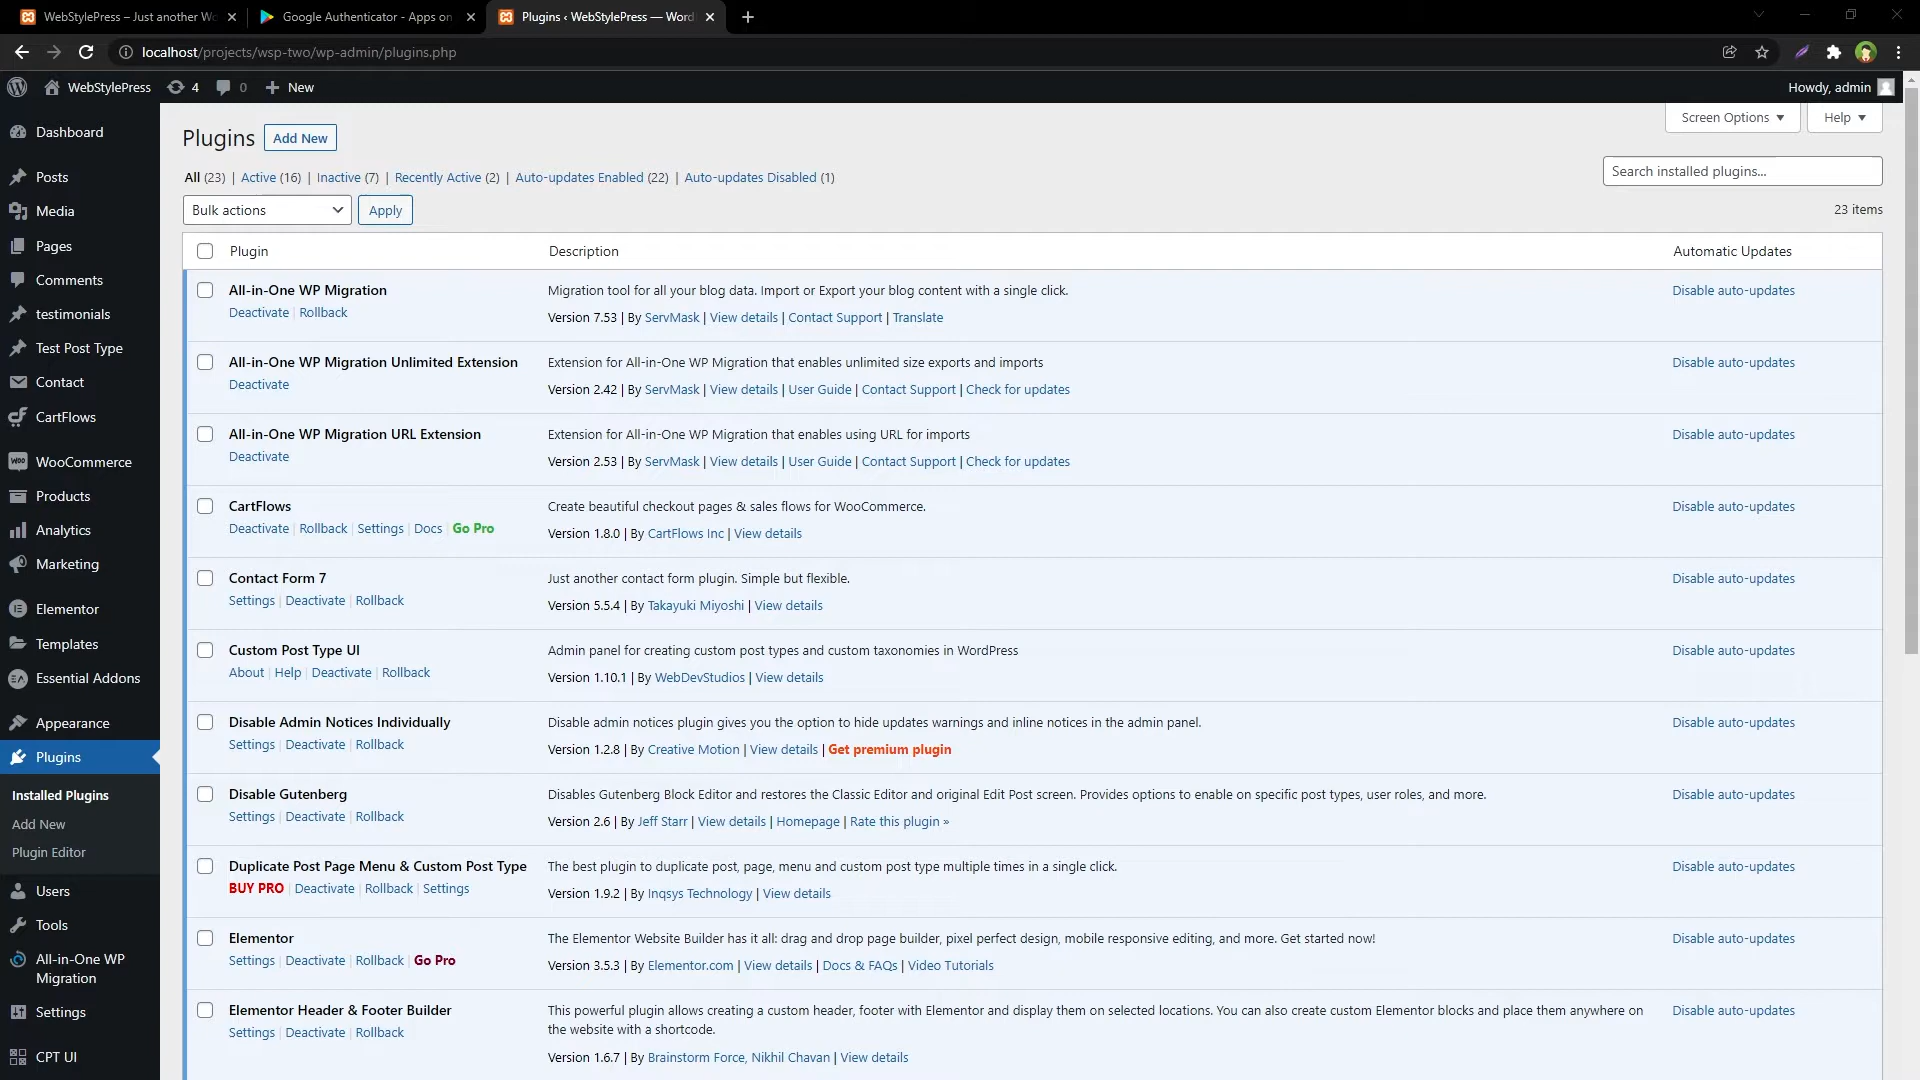 WebStylePress – Just another Wo
Google Authenticator - Apps on
Plugins ‹ WebStylePress — Word
localhost/projects/wsp-two/wp-admin/plugins.php
WebStylePress 4 0 New
Howdy, admin
Dashboard
Posts
Media
Pages
Comments
testimonials
Test Post Type
Contact
CartFlows
WooCommerce
Products
Analytics
Marketing
Elementor
Templates
Essential Addons
Appearance
Plugins
Installed Plugins
Add New
Plugin Editor
Users
Tools
All-in-One WP
Migration
Settings
CPT UI
Screen Options
Help
Plugins Add New
All (23) | Active (16) | Inactive (7) | Recently Active (2) | Auto-updates Enabled (22) | Auto-updates Disabled (1)
Search installed plugins...
Bulk actions Apply
23 items
Plugin Description Automatic Updates
All-in-One WP Migration
Deactivate | Rollback
Migration tool for all your blog data. Import or Export your blog content with a single click.
Version 7.53 | By ServMask | View details | Contact Support | Translate
Disable auto-updates
All-in-One WP Migration Unlimited Extension
Deactivate
Extension for All-in-One WP Migration that enables unlimited size exports and imports
Version 2.42 | By ServMask | View details | User Guide | Contact Support | Check for updates
Disable auto-updates
All-in-One WP Migration URL Extension
Deactivate
Extension for All-in-One WP Migration that enables using URL for imports
Version 2.53 | By ServMask | View details | User Guide | Contact Support | Check for updates
Disable auto-updates
CartFlows
Deactivate | Rollback | Settings | Docs | Go Pro
Create beautiful checkout pages & sales flows for WooCommerce.
Version 1.8.0 | By CartFlows Inc | View details
Disable auto-updates
Contact Form 7
Settings | Deactivate | Rollback
Just another contact form plugin. Simple but flexible.
Version 5.5.4 | By Takayuki Miyoshi | View details
Disable auto-updates
Custom Post Type UI
About | Help | Deactivate | Rollback
Admin panel for creating custom post types and custom taxonomies in WordPress
Version 1.10.1 | By WebDevStudios | View details
Disable auto-updates
Disable Admin Notices Individually
Settings | Deactivate | Rollback
Disable admin notices plugin gives you the option to hide updates warnings and inline notices in the admin panel.
Version 1.2.8 | By Creative Motion | View details | Get premium plugin
Disable auto-updates
Disable Gutenberg
Settings | Deactivate | Rollback
Disables Gutenberg Block Editor and restores the Classic Editor and original Edit Post screen. Provides options to enable on specific post types, user roles, and more.
Version 2.6 | By Jeff Starr | View details | Homepage | Rate this plugin »
Disable auto-updates
Duplicate Post Page Menu & Custom Post Type
BUY PRO | Deactivate | Rollback | Settings
The best plugin to duplicate post, page, menu and custom post type multiple times in a single click.
Version 1.9.2 | By Inqsys Technology | View details
Disable auto-updates
Elementor
Settings | Deactivate | Rollback | Go Pro
The Elementor Website Builder has it all: drag and drop page builder, pixel perfect design, mobile responsive editing, and more. Get started now!
Version 3.5.3 | By Elementor.com | View details | Docs & FAQs | Video Tutorials
Disable auto-updates
Elementor Header & Footer Builder
Settings | Deactivate | Rollback
This powerful plugin allows creating a custom header, footer with Elementor and display them on selected locations. You can also create custom Elementor blocks and place them anywhere on
the website with a shortcode.
Version 1.6.7 | By Brainstorm Force, Nikhil Chavan | View details
Disable auto-updates